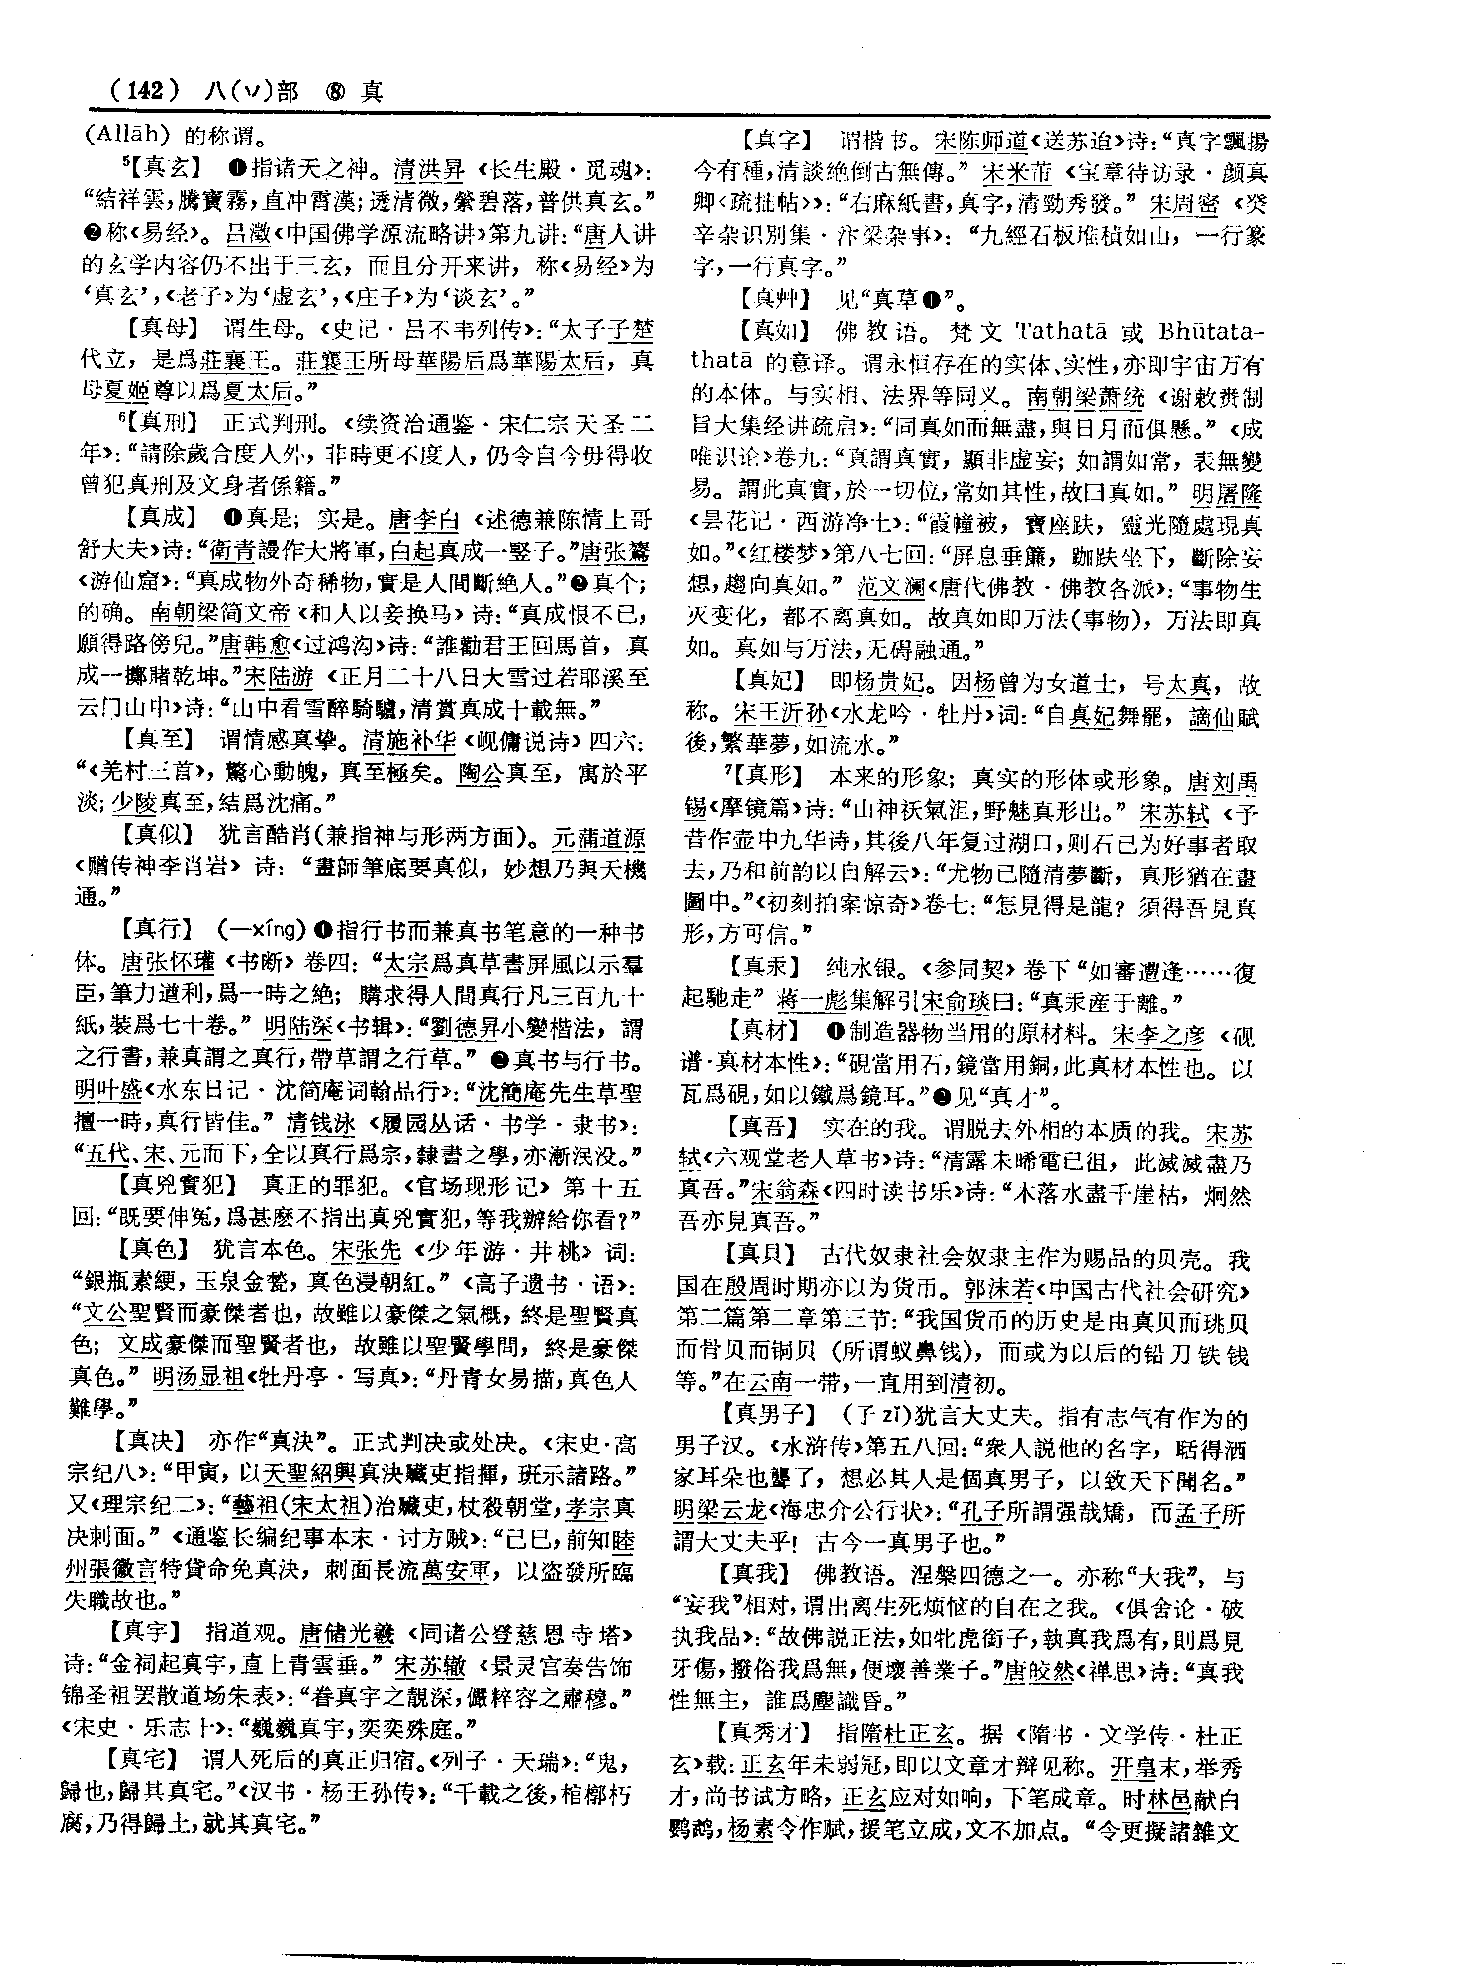 (142) 八(丷)部 ⑧ 真
(Allāh) 的称谓。
⁵【真玄】 ❶指诸天之神。清洪昇《长生殿·觅魂》：
“結祥雲，騰寶霧，直冲霄漢；透清微，縈碧落，普供真玄。”
❷称《易经》。吕澂《中国佛学源流略讲》第九讲：“唐人讲
的玄学内容仍不出于三玄，而且分开来讲，称《易经》为
‘真玄’，《老子》为‘虚玄’，《庄子》为‘谈玄’。”
【真母】 谓生母。《史记·吕不韦列传》：“太子子楚
代立，是爲莊襄王。莊襄王所母華陽后爲華陽太后，真
母夏姬尊以爲夏太后。”
⁶【真刑】 正式判刑。《续资治通鉴·宋仁宗天圣二
年》：“請除歲合度人外，非時更不度人，仍令自今毋得收
曾犯真刑及文身者係籍。”
【真成】 ❶真是；实是。唐李白《述德兼陈情上哥
舒大夫》诗：“衛青謾作大將軍，白起真成一竪子。”唐张鷟
《游仙窟》：“真成物外奇稀物，實是人間斷絶人。”❷真个；
的确。南朝梁简文帝《和人以妾换马》诗：“真成恨不已，
願得路傍兒。”唐韩愈《过鸿沟》诗：“誰勸君王回馬首，真
成一擲賭乾坤。”宋陆游《正月二十八日大雪过若耶溪至
云门山中》诗：“山中看雪醉騎驢，清賞真成十載無。”
【真至】 谓情感真挚。清施补华《岘傭说诗》四六：
“《羌村三首》，驚心動魄，真至極矣。陶公真至，寓於平
淡；少陵真至，结爲沈痛。”
【真似】 犹言酷肖(兼指神与形两方面)。元蒲道源
《赠传神李肖岩》诗：“畫師筆底要真似，妙想乃與天機
通。”
【真行】 (—xíng)❶指行书而兼真书笔意的一种书
体。唐张怀瓘《书断》卷四：“太宗爲真草書屏風以示羣
臣，筆力遒利，爲一時之絶；購求得人間真行凡三百九十
紙，裝爲七十卷。”明陆深《书辑》：“劉德昇小變楷法，謂
之行書，兼真謂之真行，帶草謂之行草。”❷真书与行书。
明叶盛《水东日记·沈简庵词翰品行》：“沈簡庵先生草聖
擅一時，真行皆佳。”清钱泳《履园丛话·书学·隶书》：
“五代、宋、元而下，全以真行爲宗，隸書之學，亦漸泯没。”
【真兇實犯】 真正的罪犯。《官场现形记》第十五
回：“既要伸冤，爲甚麽不指出真兇實犯，等我辦給你看？”
【真色】 犹言本色。宋张先《少年游·井桃》词：
“銀瓶素綆，玉泉金甃，真色浸朝紅。”《高子遗书·语》：
“文公聖賢而豪傑者也，故雖以豪傑之氣概，終是聖賢真
色；文成豪傑而聖賢者也，故雖以聖賢學問，終是豪傑
真色。”明汤显祖《牡丹亭·写真》：“丹青女易描，真色人
難學。”
【真决】 亦作“真決”。正式判决或处决。《宋史·高
宗纪八》：“甲寅，以天聖紹興真決贓吏指揮，班示諸路。”
又《理宗纪二》：“藝祖(宋太祖)治贓吏，杖殺朝堂，孝宗真
决刺面。”《通鉴长编纪事本末·讨方贼》：“己巳，前知睦
州張徽言特貸命免真決，刺面長流萬安軍，以盜發所臨
失職故也。”
【真宇】 指道观。唐储光羲《同诸公登慈恩寺塔》
诗：“金祠起真宇，直上青雲垂。”宋苏辙《景灵宫奏告饰
锦圣祖罢散道场朱表》：“眷真宇之靚深，儼粹容之肅穆。”
《宋史·乐志十》：“巍巍真宇，奕奕殊庭。”
【真宅】 谓人死后的真正归宿。《列子·天瑞》：“鬼，
歸也，歸其真宅。”《汉书·杨王孙传》：“千載之後，棺槨朽
腐，乃得歸土，就其真宅。”
【真字】 谓楷书。宋陈师道《送苏迨》诗：“真字飄揚
今有種，清談絶倒古無傳。”宋米芾《宝章待访录·颜真
卿〈疏拙帖〉》：“右麻紙書，真字，清勁秀發。”宋周密《癸
辛杂识别集·汴梁杂事》：“九經石板堆積如山，一行篆
字，一行真字。”
【真艸】 见“真草❶”。
【真如】 佛教语。梵文 Tathatā 或 Bhūtata-
thatā 的意译。谓永恒存在的实体、实性，亦即宇宙万有
的本体。与实相、法界等同义。南朝梁萧统《谢敕赉制
旨大集经讲疏启》：“同真如而無盡，與日月而俱懸。”《成
唯识论》卷九：“真謂真實，顯非虚妄；如謂如常，表無變
易。謂此真實，於一切位，常如其性，故曰真如。”明屠隆
《昙花记·西游净土》：“霞幢被，寶座趺，靈光隨處現真
如。”《红楼梦》第八七回：“屏息垂簾，跏趺坐下，斷除妄
想，趨向真如。”范文澜《唐代佛教·佛教各派》：“事物生
灭变化，都不离真如。故真如即万法(事物)，万法即真
如。真如与万法，无碍融通。”
【真妃】 即杨贵妃。因杨曾为女道士，号太真，故
称。宋王沂孙《水龙吟·牡丹》词：“自真妃舞罷，謫仙賦
後，繁華夢，如流水。”
⁷【真形】 本来的形象；真实的形体或形象。唐刘禹
锡《摩镜篇》诗：“山神祅氣沮，野魅真形出。”宋苏轼《予
昔作壶中九华诗，其後八年复过湖口，则石已为好事者取
去，乃和前韵以自解云》：“尤物已隨清夢斷，真形猶在畫
圖中。”《初刻拍案惊奇》卷七：“怎見得是龍？須得吾見真
形，方可信。”
【真汞】 纯水银。《参同契》卷下“如審遭逢……復
起馳走”蒋一彪集解引宋俞琰曰：“真汞産于離。”
【真材】 ❶制造器物当用的原材料。宋李之彦《砚
谱·真材本性》：“硯當用石，鏡當用銅，此真材本性也。以
瓦爲硯，如以鐵爲鏡耳。”❷见“真才”。
【真吾】 实在的我。谓脱去外相的本质的我。宋苏
轼《六观堂老人草书》诗：“清露未晞電已徂，此滅滅盡乃
真吾。”宋翁森《四时读书乐》诗：“木落水盡千崖枯，炯然
吾亦見真吾。”
【真貝】 古代奴隶社会奴隶主作为赐品的贝壳。我
国在殷周时期亦以为货币。郭沫若《中国古代社会研究》
第二篇第二章第三节：“我国货币的历史是由真贝而珧贝
而骨贝而铜贝 (所谓蚁鼻钱)，而或为以后的铅刀铁钱
等。”在云南一带，一直用到清初。
【真男子】 (子 zǐ)犹言大丈夫。指有志气有作为的
男子汉。《水浒传》第五八回：“衆人説他的名字，聒得洒
家耳朵也聾了，想必其人是個真男子，以致天下聞名。”
明梁云龙《海忠介公行状》：“孔子所謂强哉矯，而孟子所
謂大丈夫乎！古今一真男子也。”
【真我】 佛教语。涅槃四德之一。亦称“大我”，与
“妄我”相对，谓出离生死烦恼的自在之我。《俱舍论·破
执我品》：“故佛説正法，如牝虎銜子，執真我爲有，則爲見
牙傷，撥俗我爲無，便壞善業子。”唐皎然《禅思》诗：“真我
性無主，誰爲塵識昏。”
【真秀才】 指隋杜正玄。据《隋书·文学传·杜正
玄》载：正玄年未弱冠，即以文章才辩见称。开皇末，举秀
才，尚书试方略，正玄应对如响，下笔成章。时林邑献白
鹦鹉，杨素令作赋，援笔立成，文不加点。“令更擬諸雜文